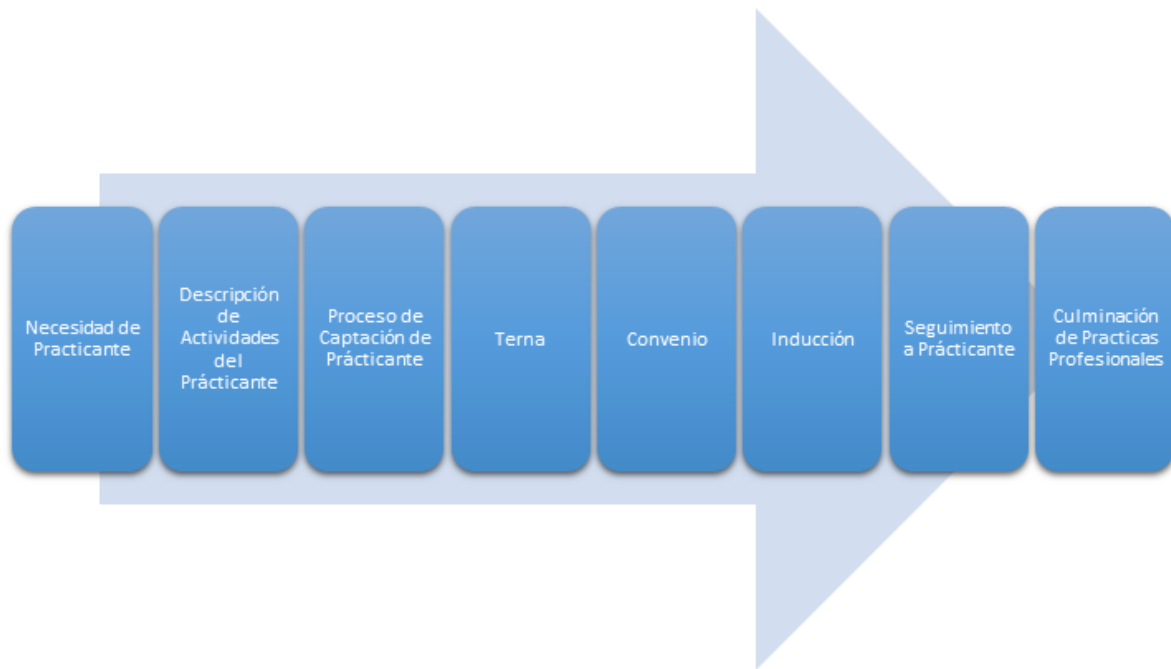 Necesidad de
Practicante
Descripción
de
Actividades
del
Prácticante
Proceso de
Captación de
Prácticante
Terna
Convenio
Inducción
Seguimiento
a Prácticante
Culminación
de Practicas
Profesionales